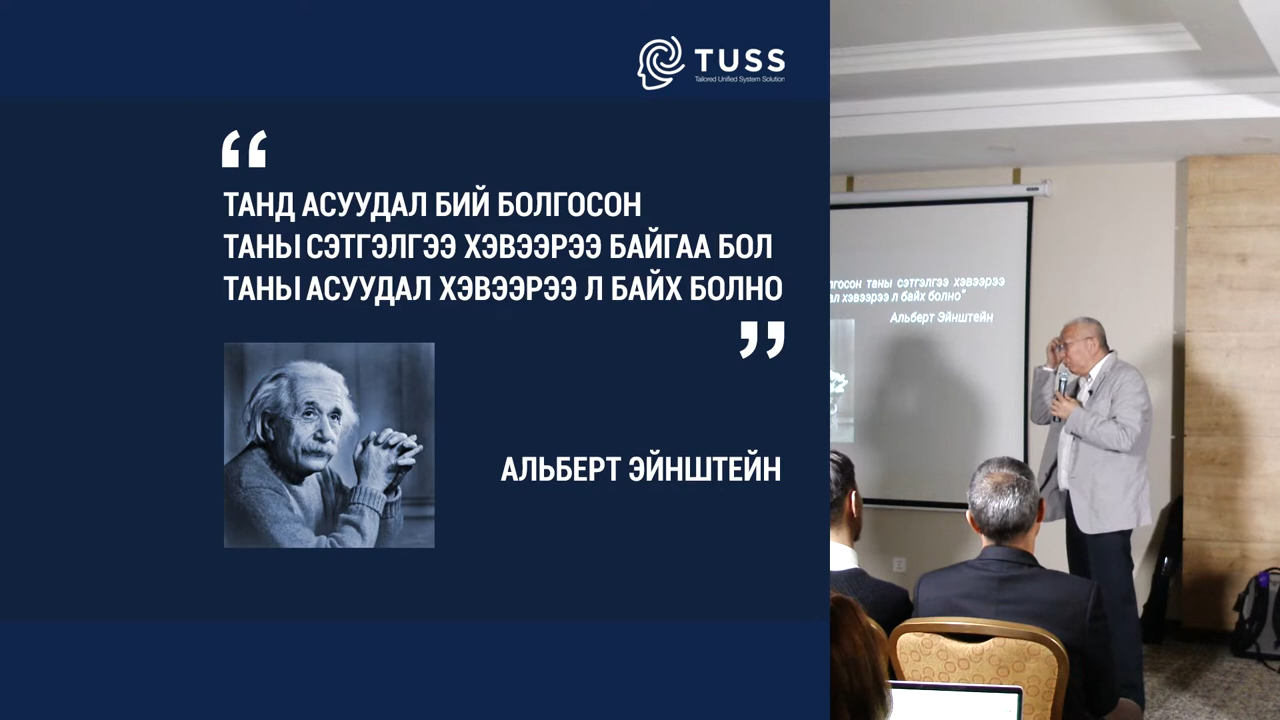 TUSS
Tailored Unified System Solution
“
ТАНД АСУУДАЛ БИЙ БОЛГОСОН
ТАНЫ СЭТГЭЛГЭЭ ХЭВЭЭРЭЭ БАЙГАА БОЛ
ТАНЫ АСУУДАЛ ХЭВЭЭРЭЭ Л БАЙХ БОЛНО
”
АЛЬБЕРТ ЭЙНШТЕЙН
таны сэтгэлгээ хэвээрээ
хэвээрээ л байх болно”
Альберт Эйнштейн